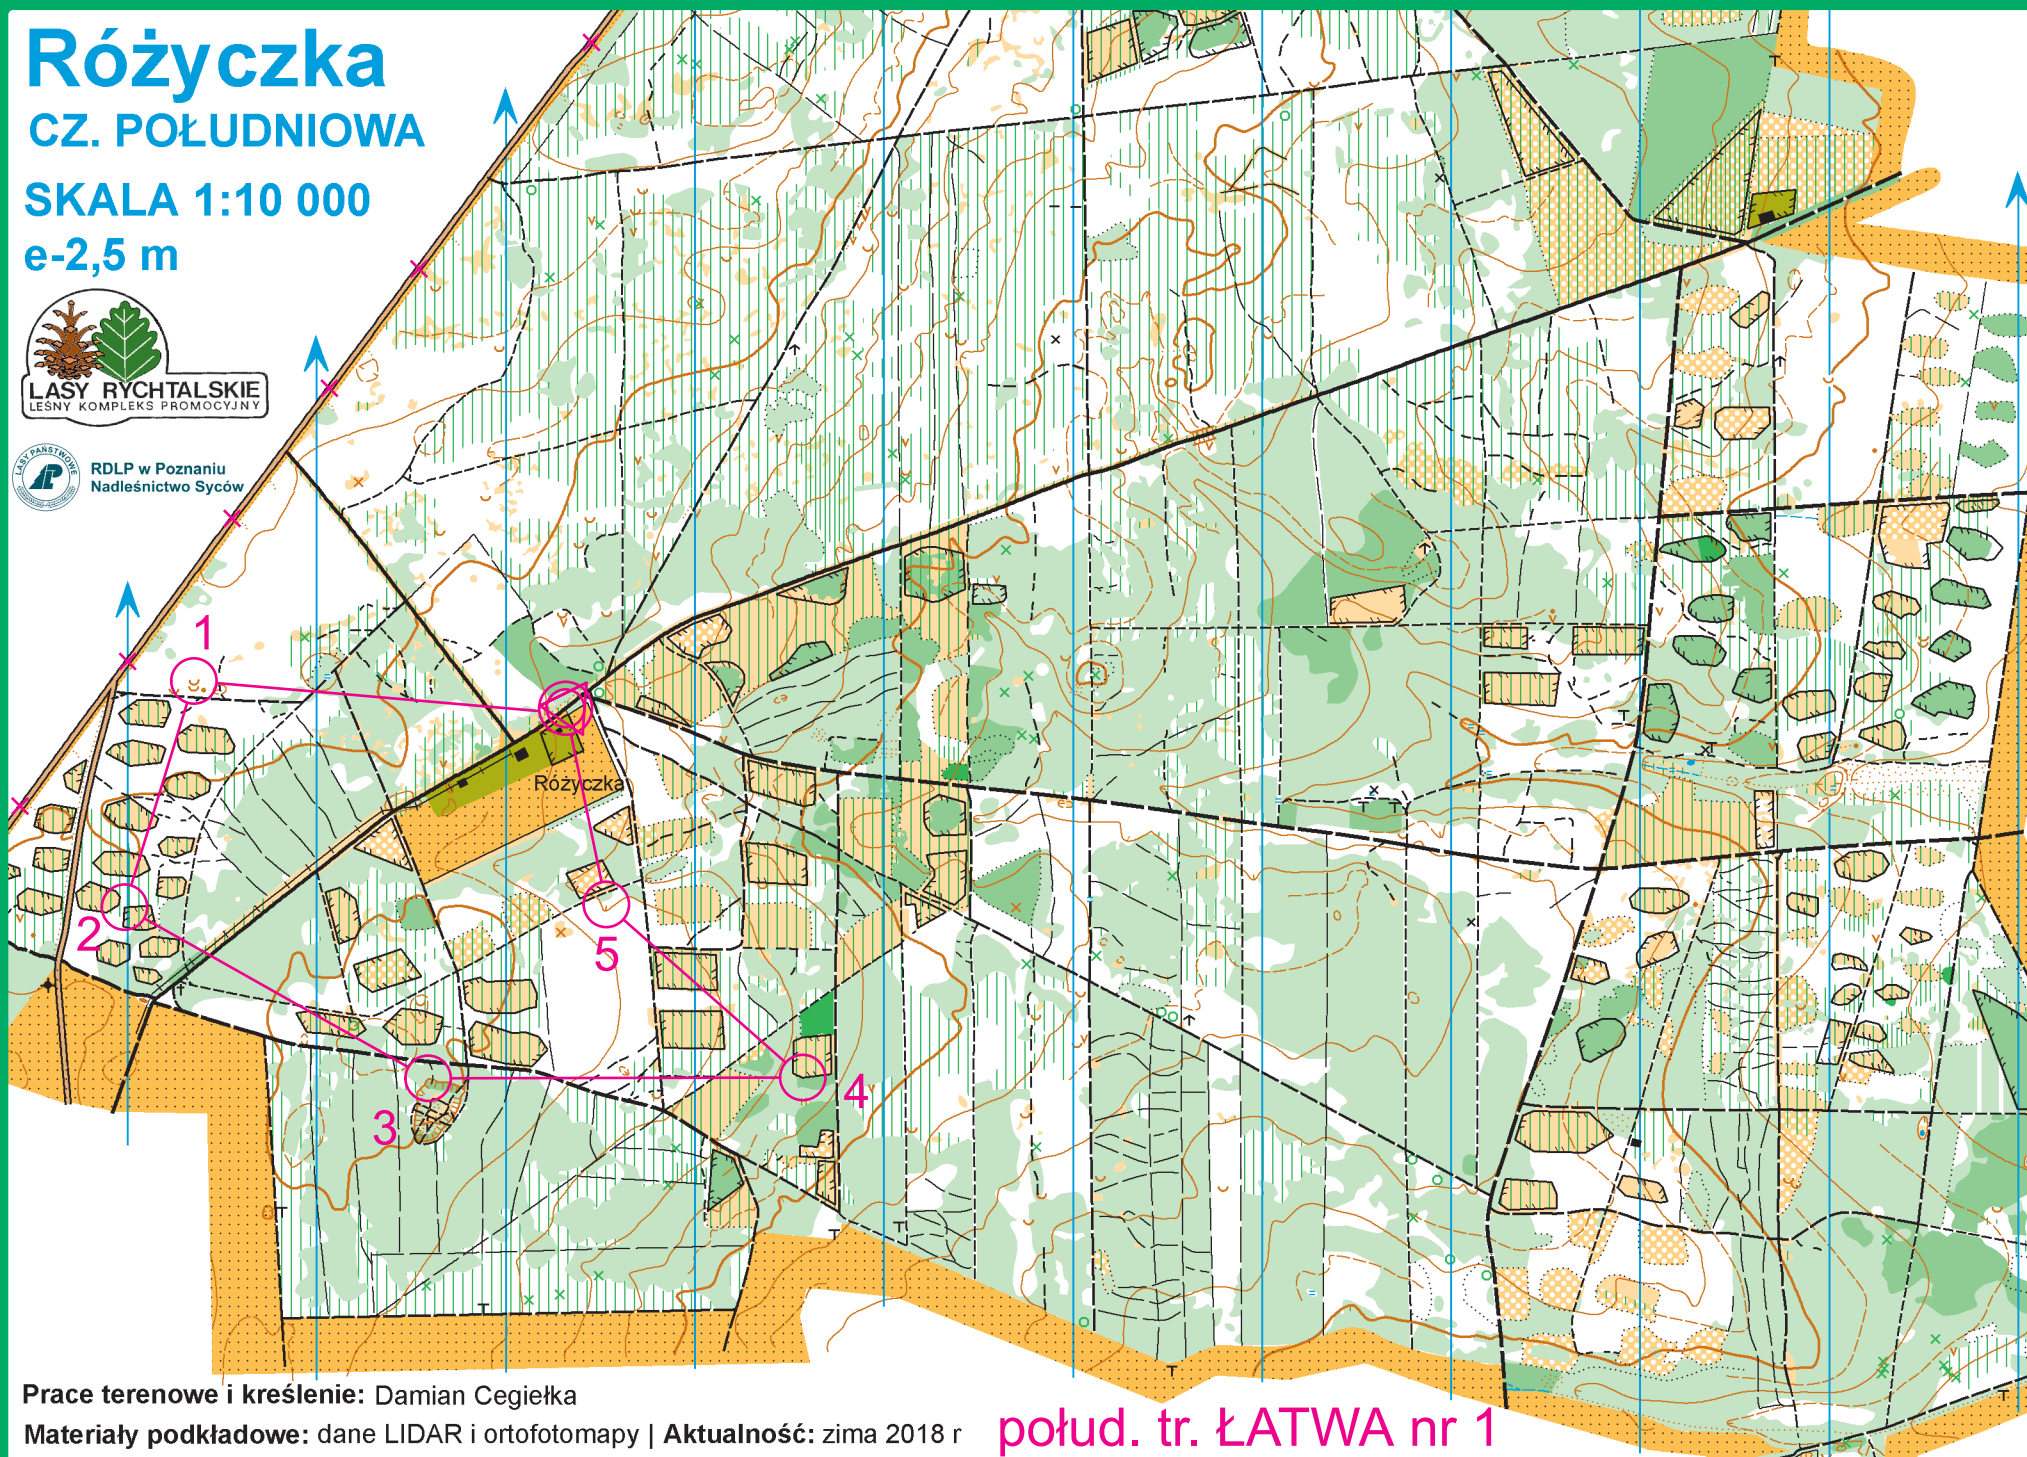 Różyczka
CZ. POŁUDNIOWA
SKALA 1:10 000
e-2,5 m
LASY RYCHTALSKIE
LEŚNY KOMPLEKS PROMOCYJNY
LASY PAŃSTWOWE
RDLP w Poznaniu
Nadleśnictwo Syców
1
Różyczka
2
5
4
3
Prace terenowe i kreślenie: Damian Cegiełka
Materiały podkładowe: dane LIDAR i ortofotomapy | Aktualność: zima 2018 r
połud. tr. ŁATWA nr 1